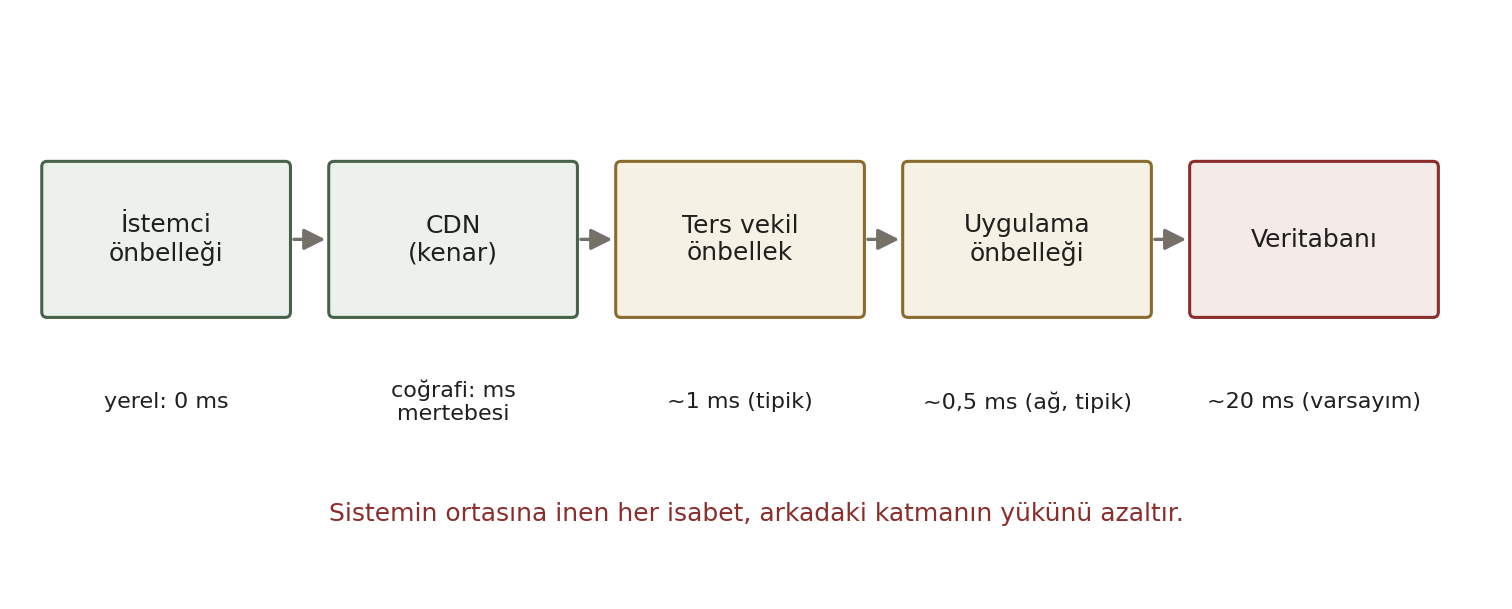 İstemci
önbelleği
CDN
(kenar)
Ters vekil
önbellek
Uygulama
önbelleği
Veritabanı
yerel: 0 ms
coğrafi: ms
mertebesi
~1 ms (tipik)
~0,5 ms (ağ, tipik)
~20 ms (varsayım)
Sistemin ortasına inen her isabet, arkadaki katmanın yükünü azaltır.